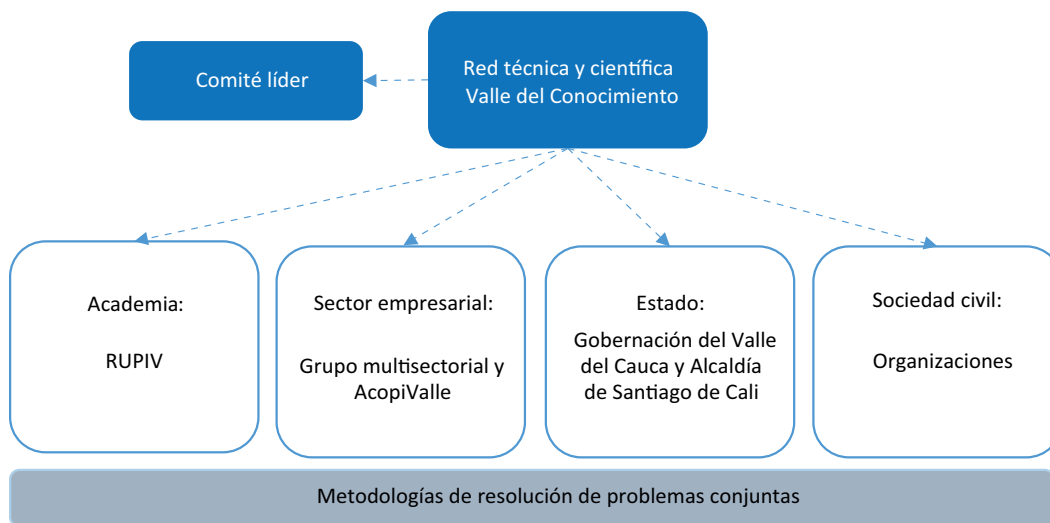 Comité líder
Red técnica y científica
Valle del Conocimiento
Academia:
RUPIV
Sector empresarial:
Grupo multisectorial y
AcopiValle
Estado:
Gobernación del Valle
del Cauca y Alcaldía
de Santiago de Cali
Sociedad civil:
Organizaciones
Metodologías de resolución de problemas conjuntas